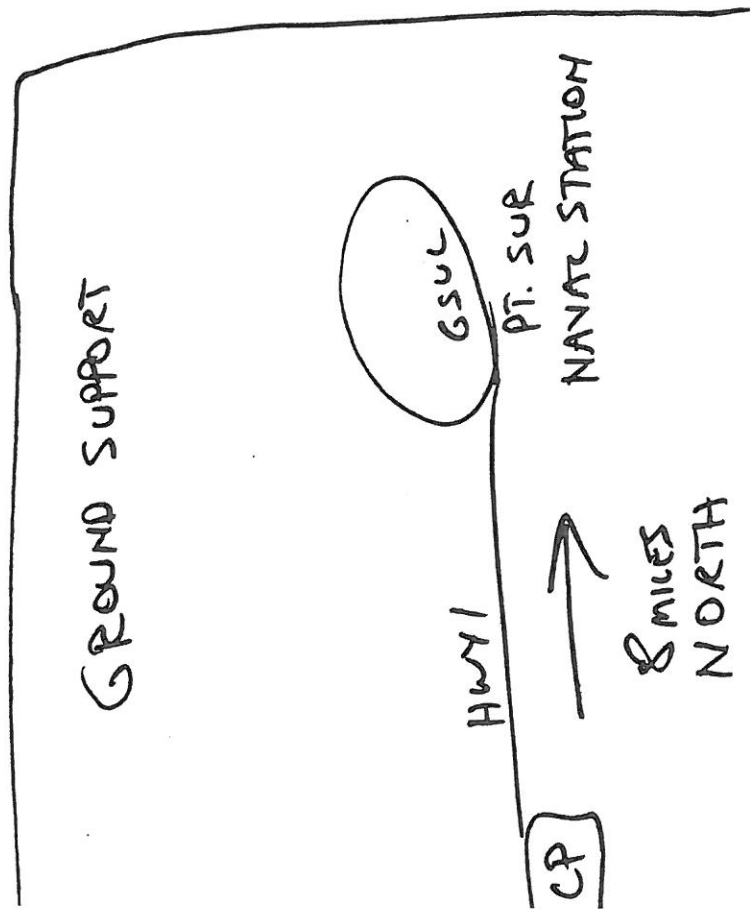 GROUND SUPPORT
GSUL
HWY 1
PT. SUR
NAVAL STATION
8 MILES
NORTH
CP